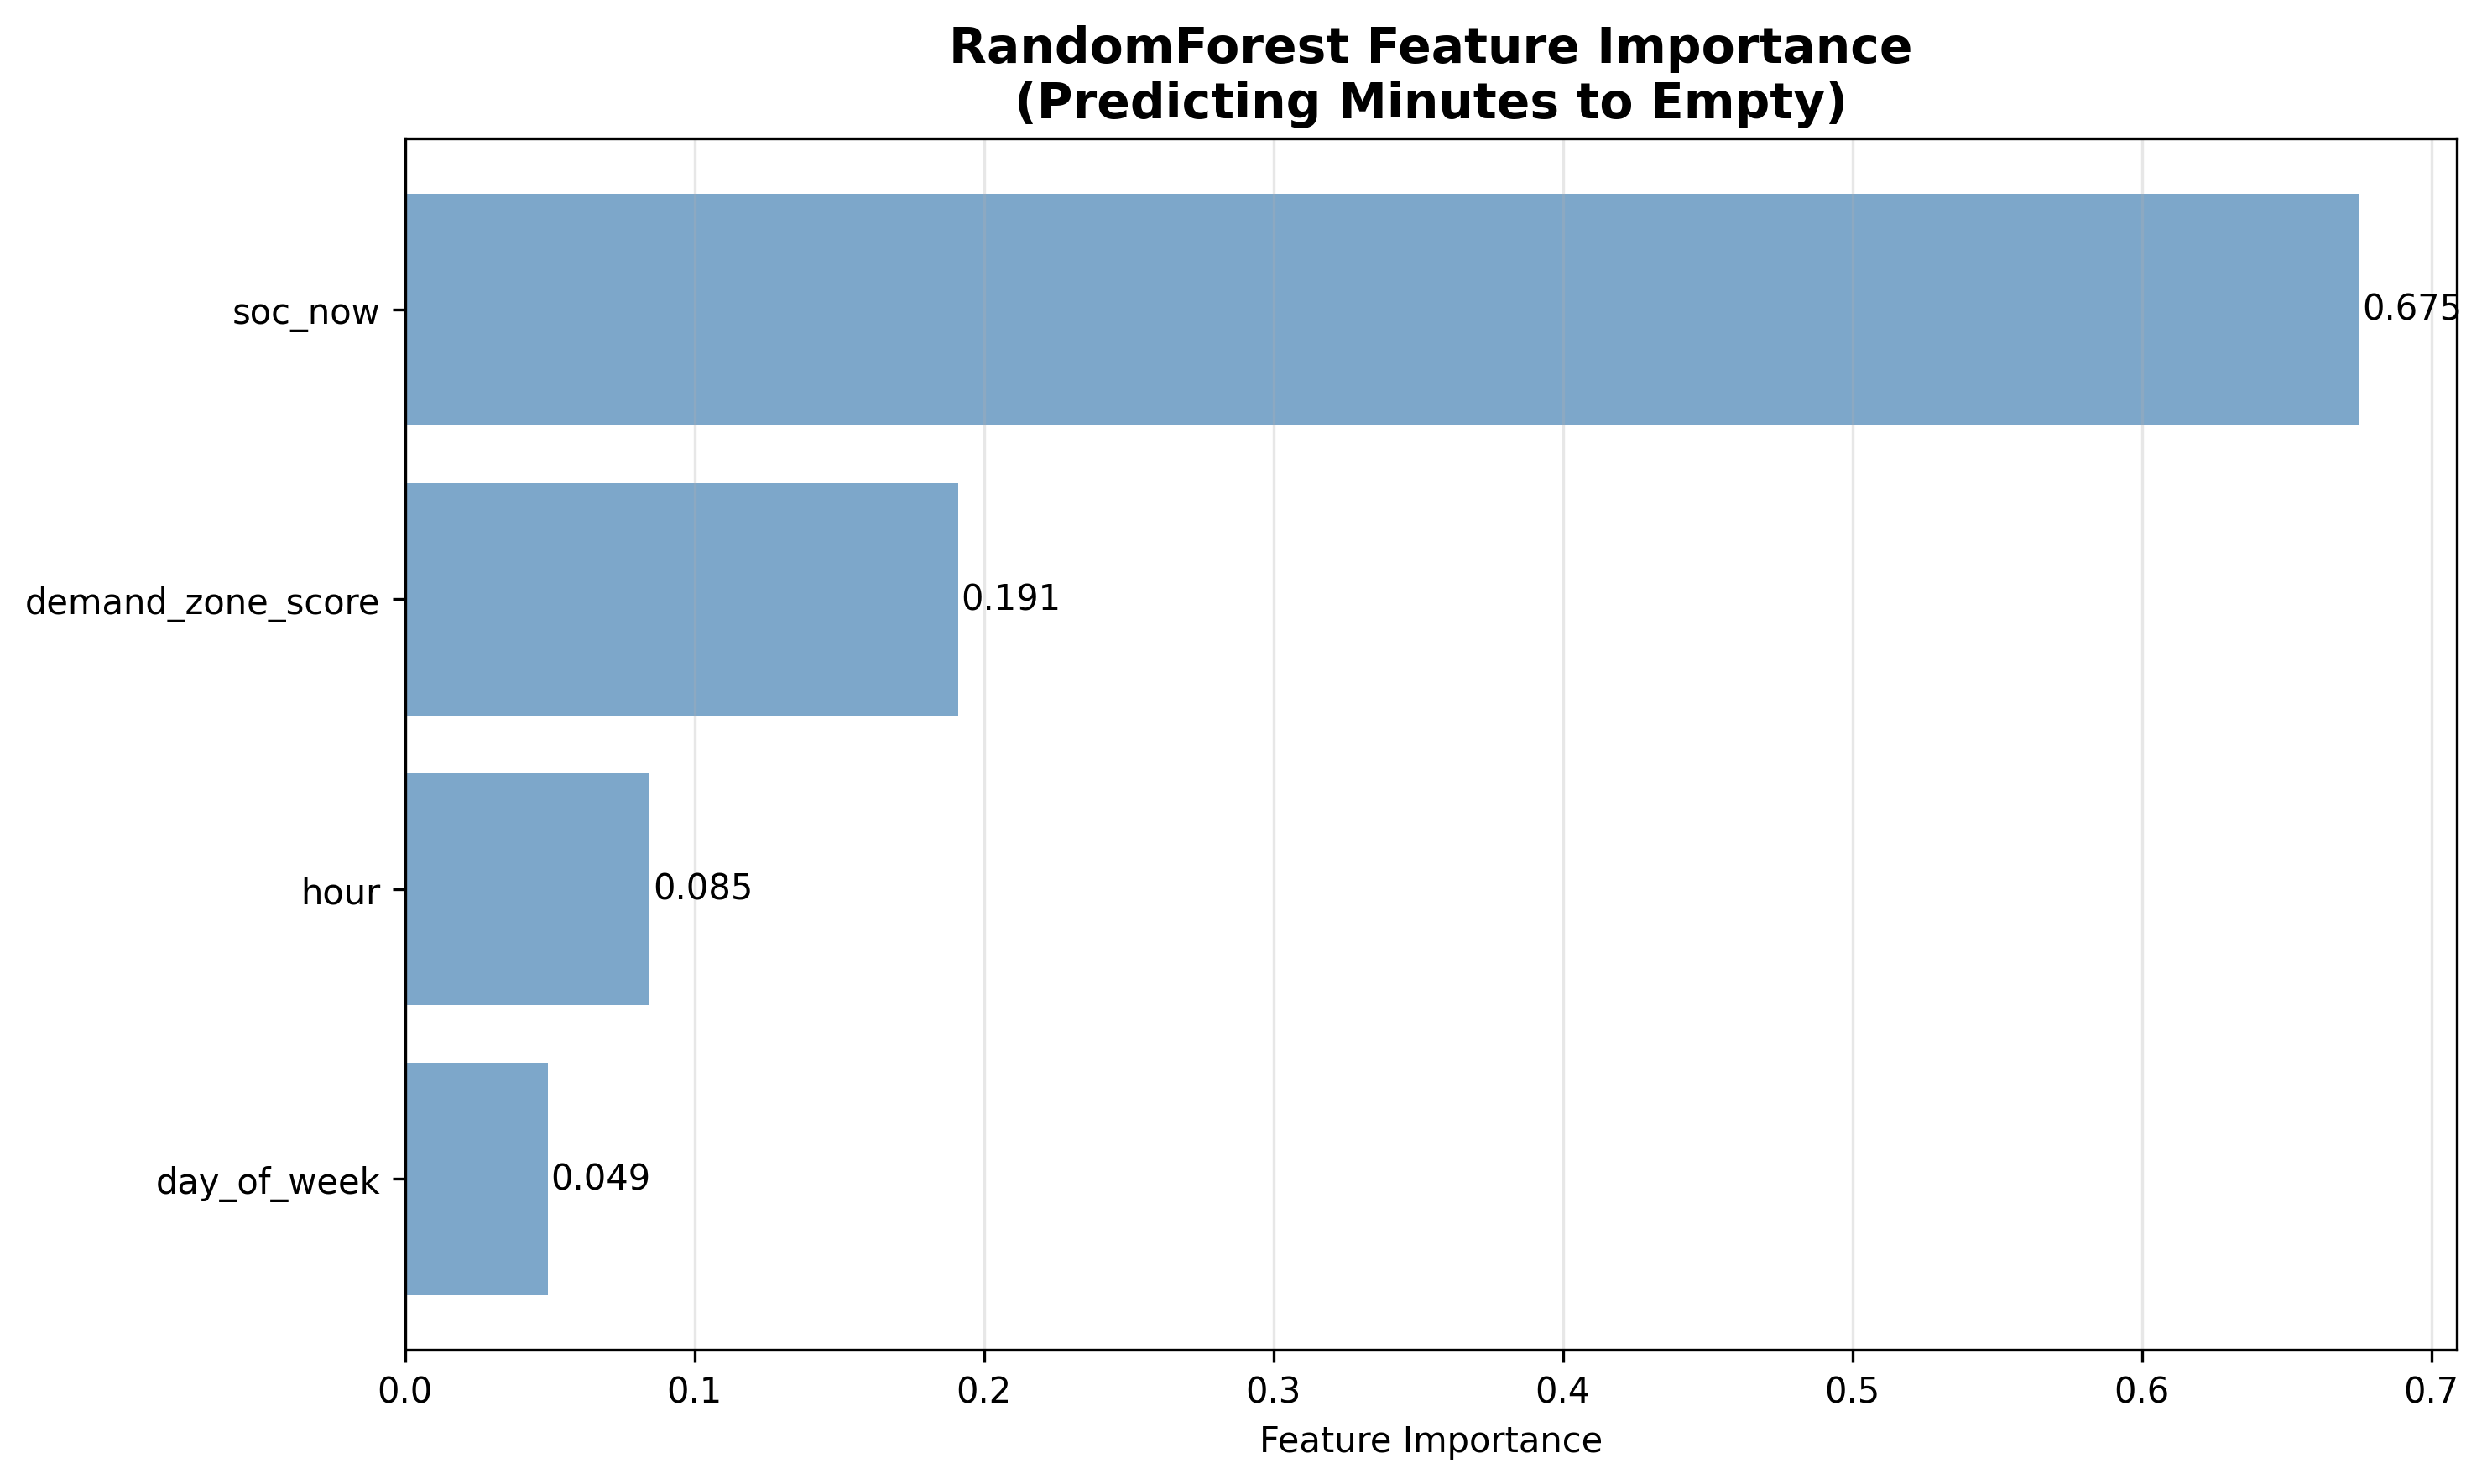 RandomForest Feature Importance
(Predicting Minutes to Empty)
soc_now
0.675
demand_zone_score
0.191
hour
0.085
day_of_week
0.049
0.0 0.1 0.2 0.3 0.4 0.5 0.6 0.7
Feature Importance